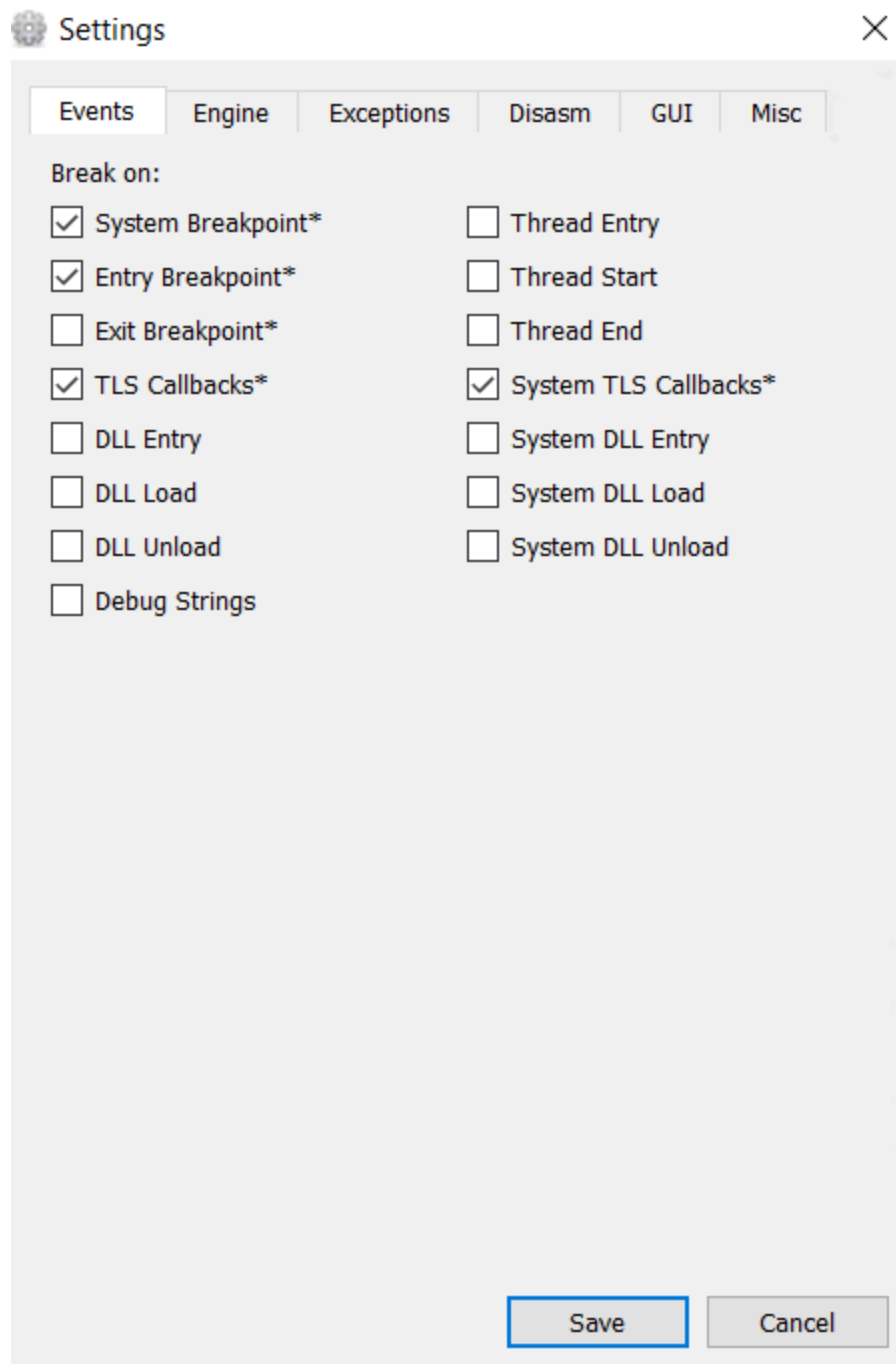 Settings
Events Engine Exceptions Disasm GUI Misc
Break on:
System Breakpoint* Thread Entry
Entry Breakpoint* Thread Start
Exit Breakpoint* Thread End
TLS Callbacks* System TLS Callbacks*
DLL Entry System DLL Entry
DLL Load System DLL Load
DLL Unload System DLL Unload
Debug Strings
Save Cancel